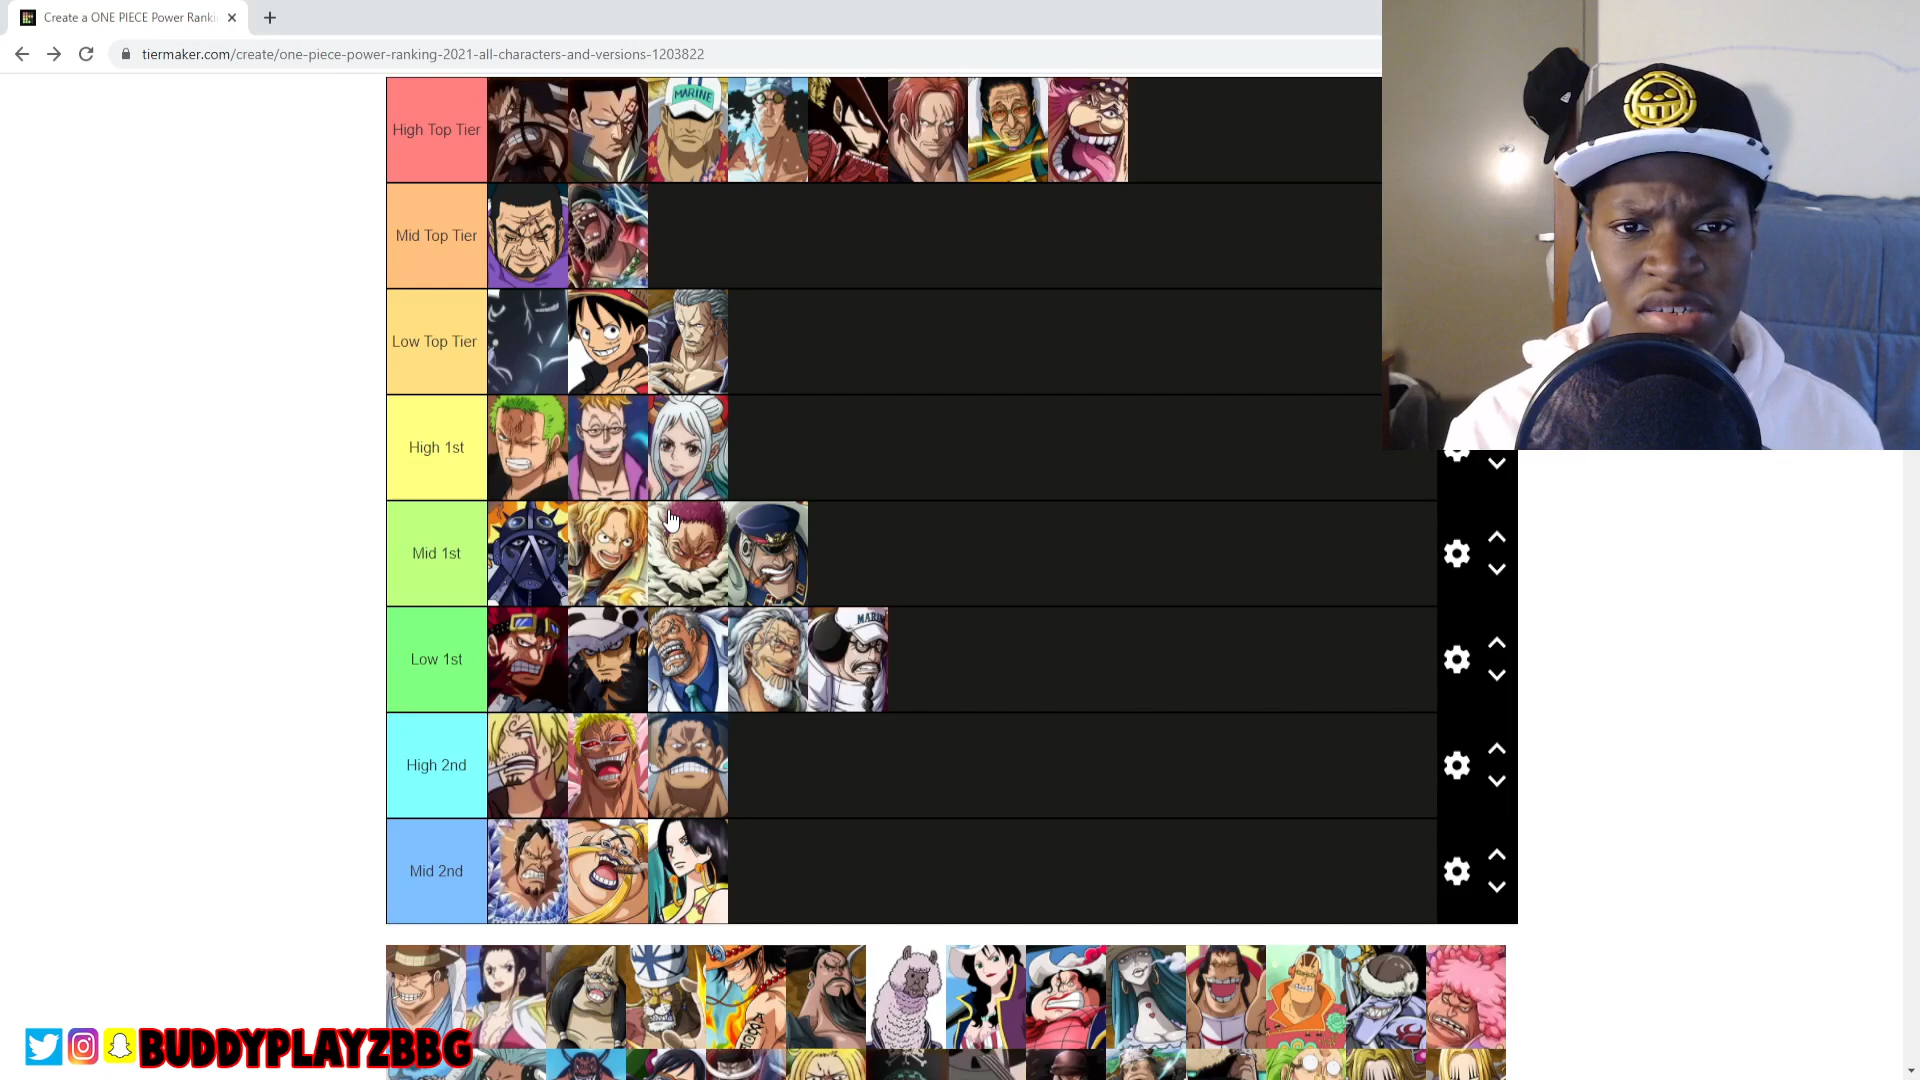 Create a ONE PIECE Power Ranki
tiermaker.com/create/one-piece-power-ranking-2021-all-characters-and-versions-1203822
High Top Tier
MARINE
Mid Top Tier
Low Top Tier
High 1st
Mid 1st
Low 1st
MARIN
High 2nd
Mid 2nd
BUDDYPLAYZBBG